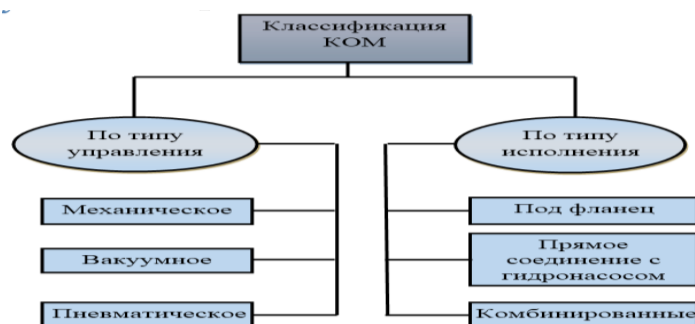 Классификация
КОМ
По типу
управления
По типу
исполнения
Механическое
Вакуумное
Пневматическое
Под фланец
Прямое
соединение с
гидронасосом
Комбинированные